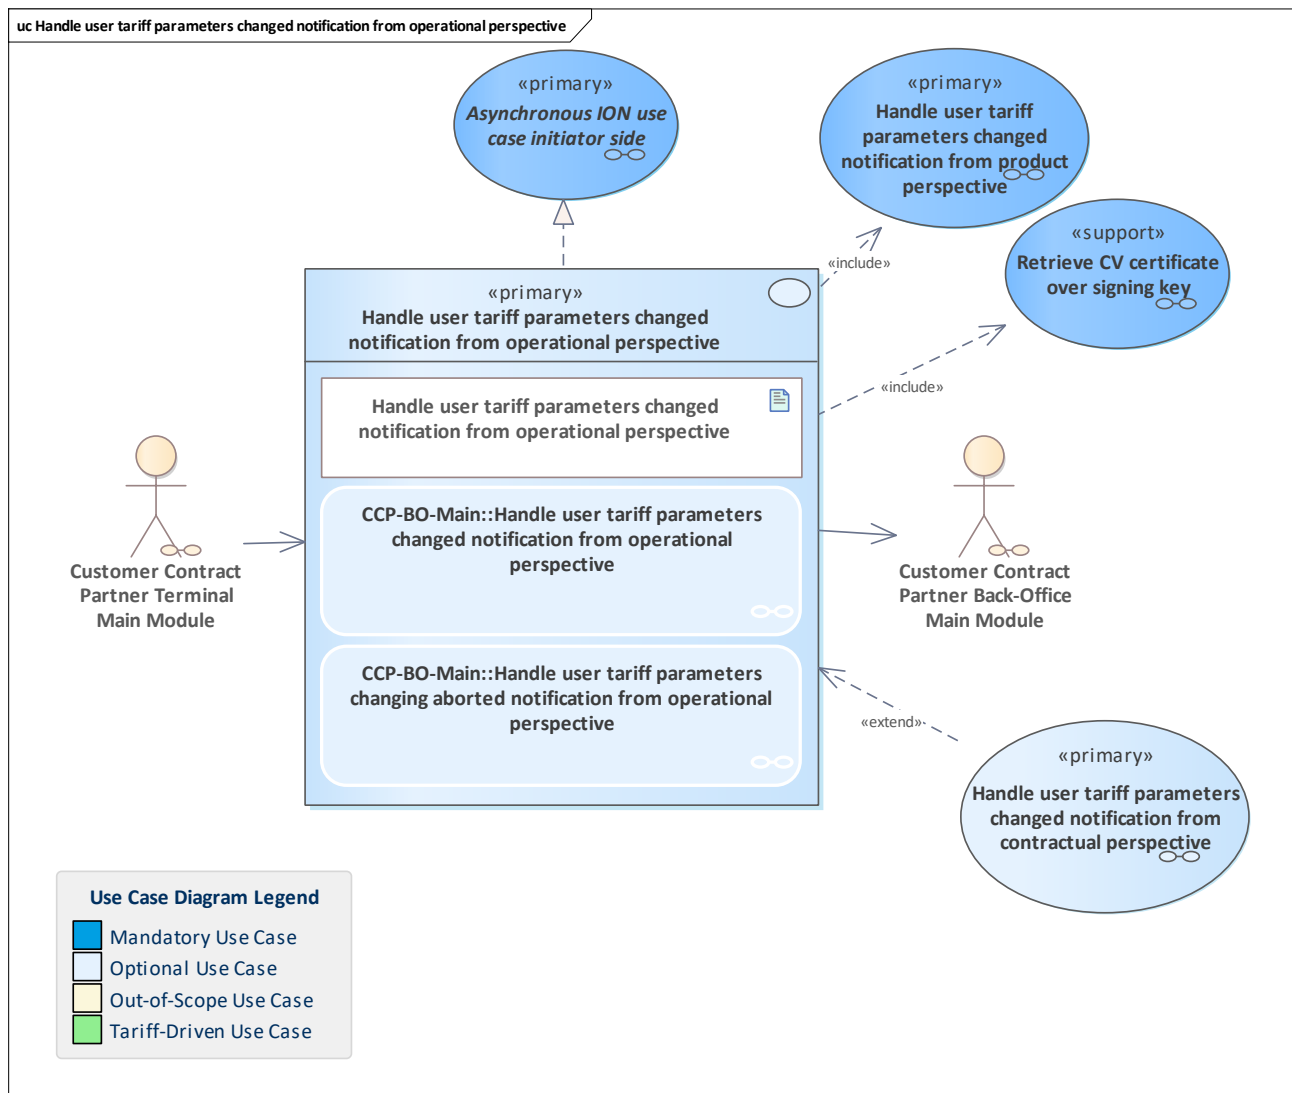 uc Handle user tariff parameters changed notification from operational perspective
«primary»
Asynchronous ION use
case initiator side
«primary»
Handle user tariff
parameters changed
notification from product
perspective
«support»
Retrieve CV certificate
over signing key
«include»
«include»
«primary»
Handle user tariff parameters changed
notification from operational perspective
Handle user tariff parameters changed
notification from operational perspective
CCP-BO-Main::Handle user tariff parameters
changed notification from operational
perspective
CCP-BO-Main::Handle user tariff parameters
changing aborted notification from operational
perspective
Customer Contract
Partner Terminal
Main Module
Customer Contract
Partner Back-Office
Main Module
«extend»
«primary»
Handle user tariff parameters
changed notification from
contractual perspective
Use Case Diagram Legend
Mandatory Use Case
Optional Use Case
Out-of-Scope Use Case
Tariff-Driven Use Case